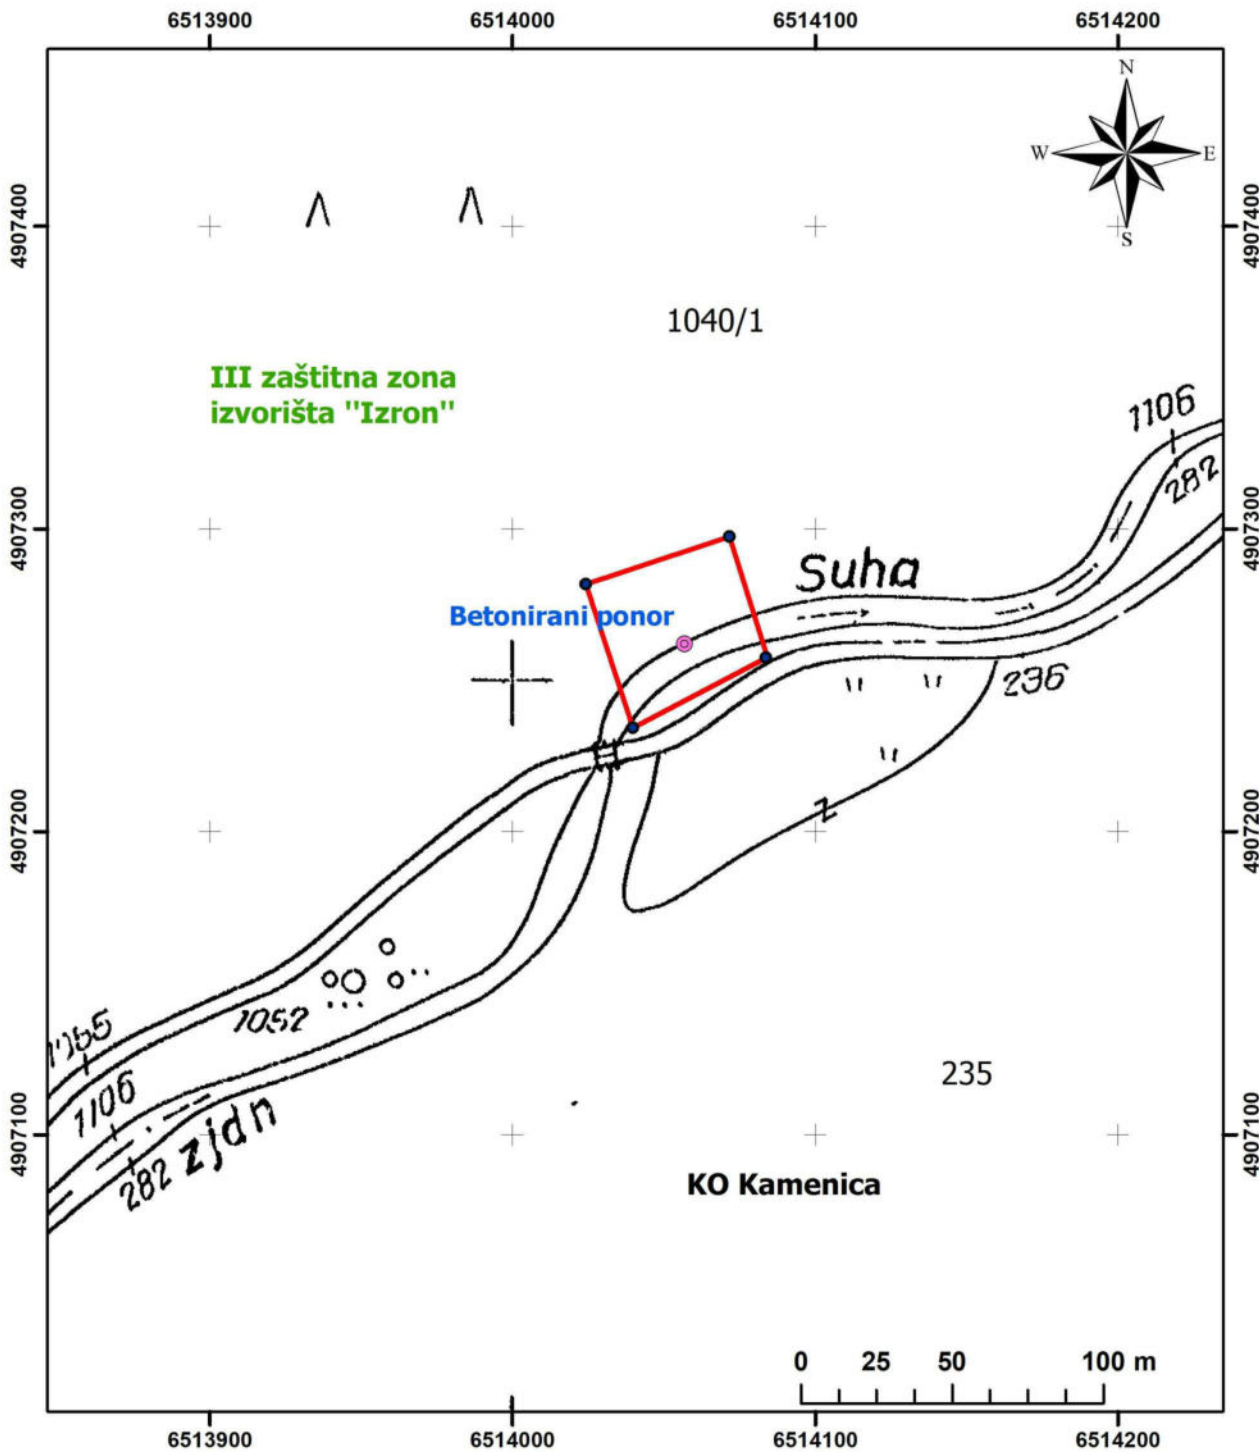 6513900 6514000 6514100 6514200
N
W E
S
4907400 4907400
1040/1
III zaštitna zona
izvorišta "Izron"
1106
282
4907300 4907300
Suha
Betonirani ponor
236
4907200 4907200
Z
1052
1106
235
282 zjdn
4907100 4907100
KO Kamenica
0 25 50 100 m
6513900 6514000 6514100 6514200